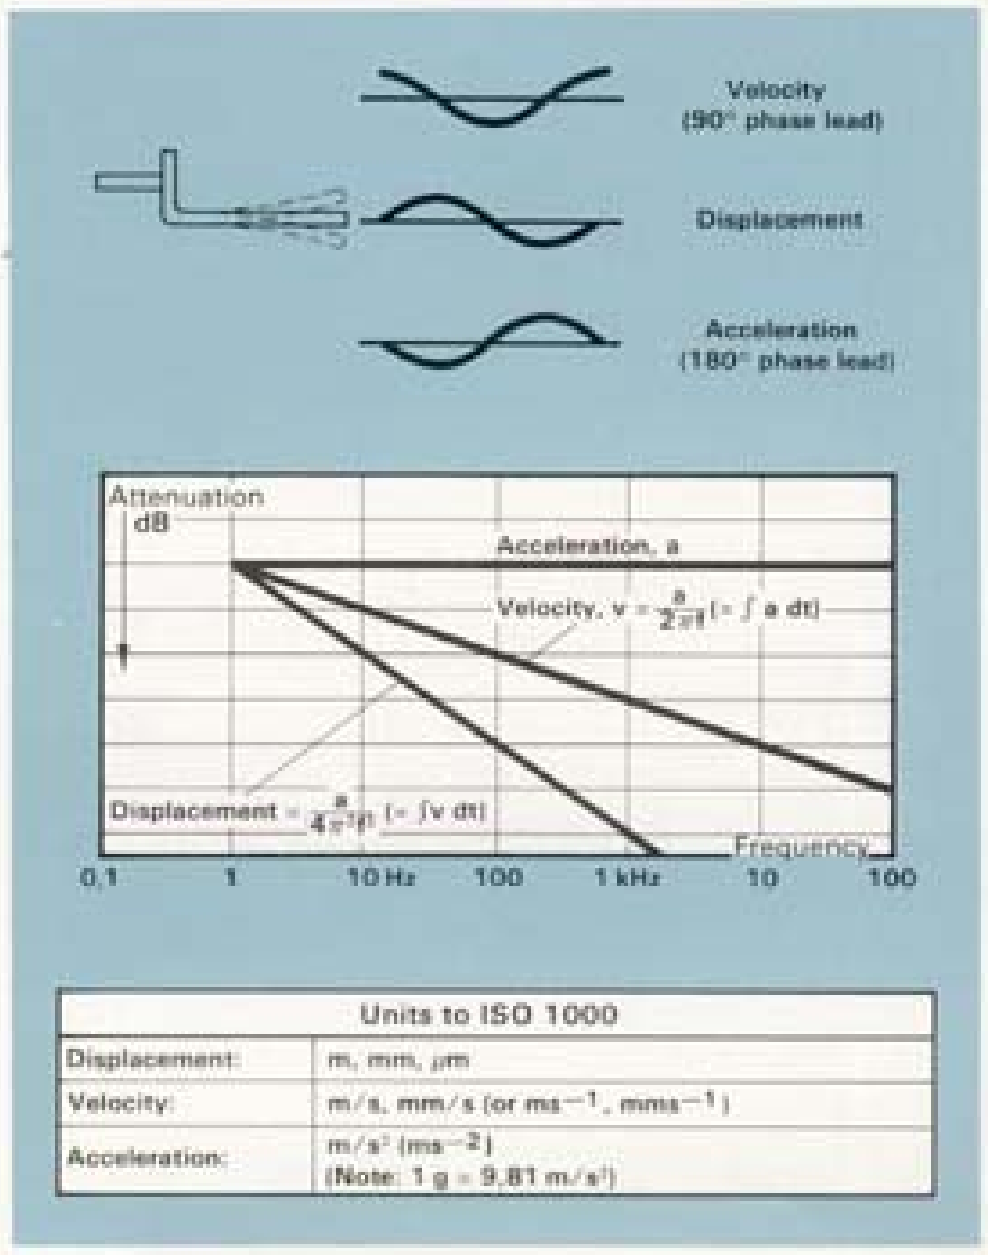 Velocity
(90° phase lead)
Displacement
Acceleration
(180° phase lead)
Attenuation
dB
Acceleration, a
Velocity, v = a/2πf (= ∫ a dt)
Displacement = a/4π²f² (= ∫v dt)
Frequency
0,1 1 10 Hz 100 1 kHz 10 100
Units to ISO 1000
Displacement: m, mm, μm
Velocity: m/s, mm/s (or ms⁻¹, mms⁻¹)
Acceleration: m/s² (ms⁻²)
(Note: 1 g = 9,81 m/s²)